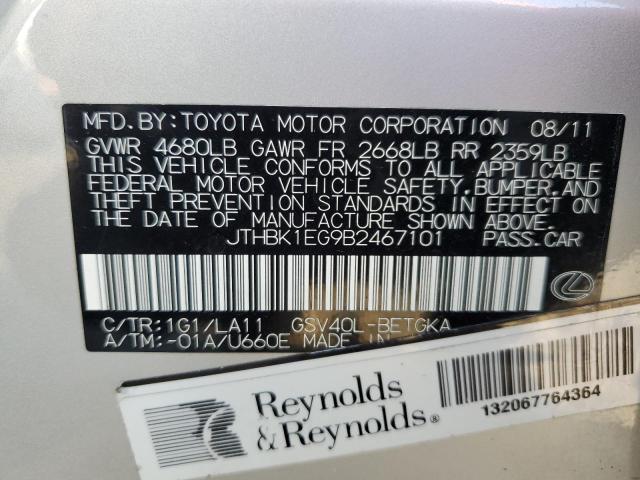 MFD.BY:TOYOTA MOTOR CORPORATION 08/11
GVWR 4680LB GAWR FR 2668LB RR 2359LB
THIS VEHICLE CONFORMS TO ALL APPLICABLE
FEDERAL MOTOR VEHICLE SAFETY,BUMPER,AND
THEFT PREVENTION STANDARDS IN EFFECT ON
THE DATE OF MANUFACTURE SHOWN ABOVE.
JTHBK1EG9B2467101 PASS.CAR
C/TR:1G1/LA11 GSV40L-BETGKA
A/TM:-01A/U660E MADE IN
Reynolds
& Reynolds®
132067764364